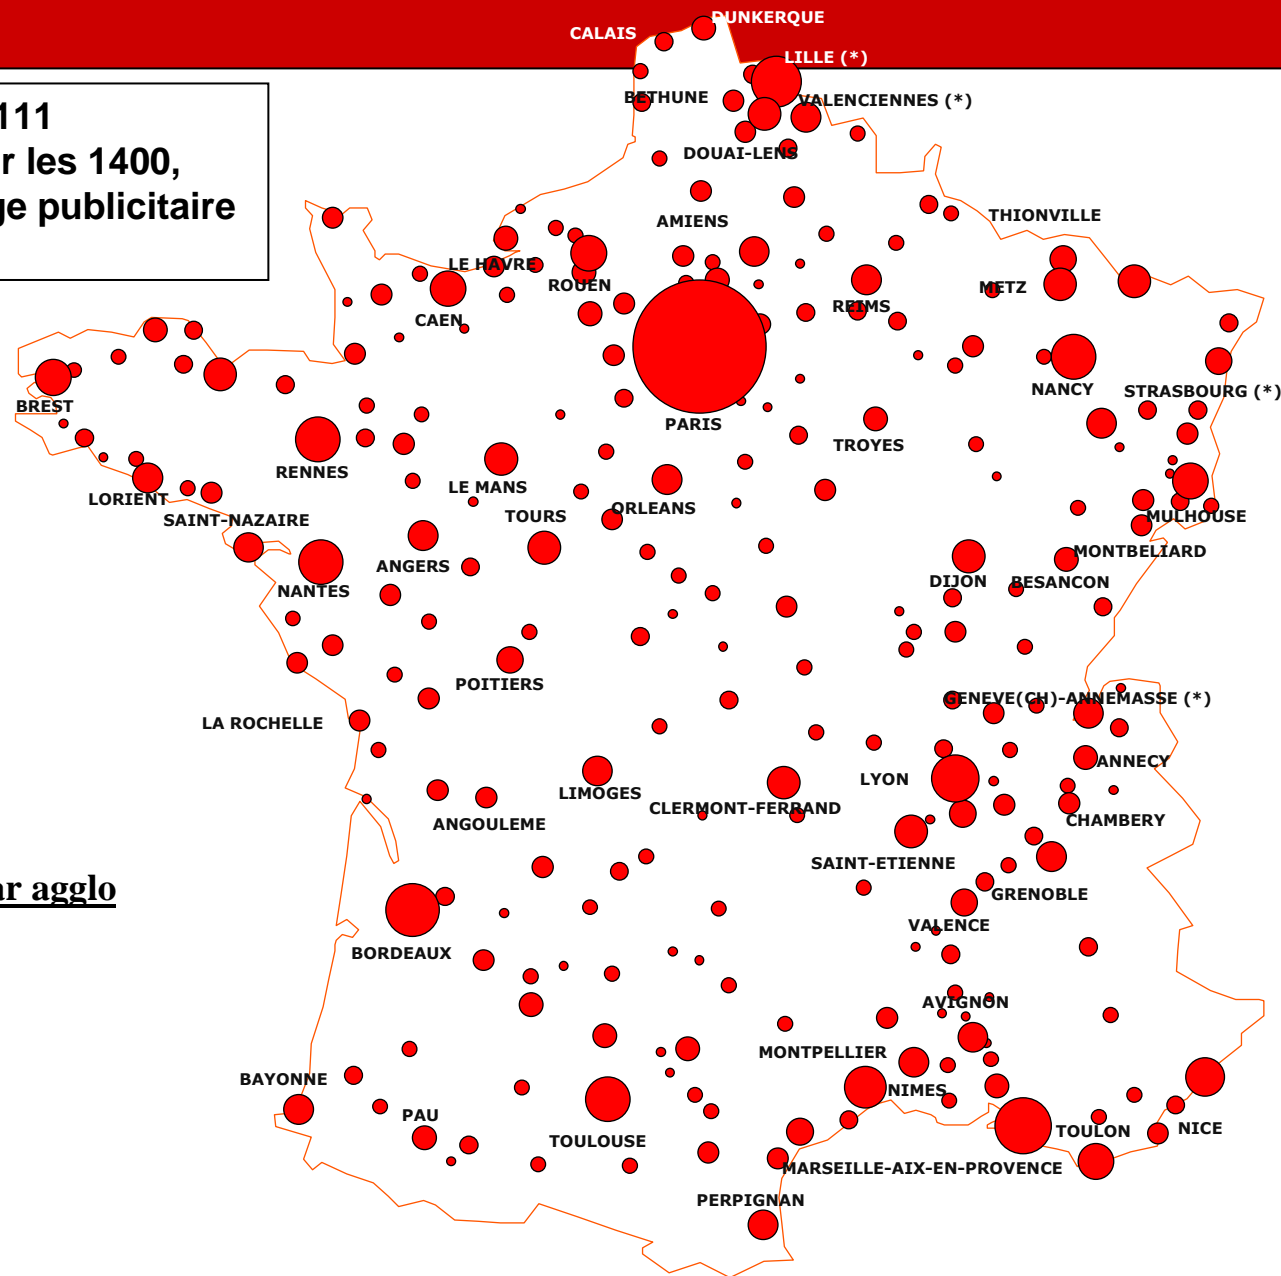 DUNKERQUE
CALAIS
LILLE (*)
BETHUNE
VALENCIENNES (*)
111
r les 1400,
DOUAI-LENS
ge publicitaire
AMIENS
THIONVILLE
LE HAVRE
ROUEN
METZ
REIMS
CAEN
NANCY
STRASBOURG (*)
BREST
PARIS
TROYES
RENNES
LE MANS
LORIENT
ORLEANS
SAINT-NAZAIRE
TOURS
MULHOUSE
MONTBELIARD
ANGERS
DIJON
BESANCON
NANTES
POITIERS
GENEVE(CH)-ANNEMASSE (*)
LA ROCHELLE
ANNECY
LYON
LIMOGES
CLERMONT-FERRAND
ANGOULEME
CHAMBERY
SAINT-ETIENNE
ar agglo
GRENOBLE
VALENCE
BORDEAUX
AVIGNON
MONTPELLIER
BAYONNE
NIMES
PAU
TOULON
NICE
TOULOUSE
MARSEILLE-AIX-EN-PROVENCE
PERPIGNAN